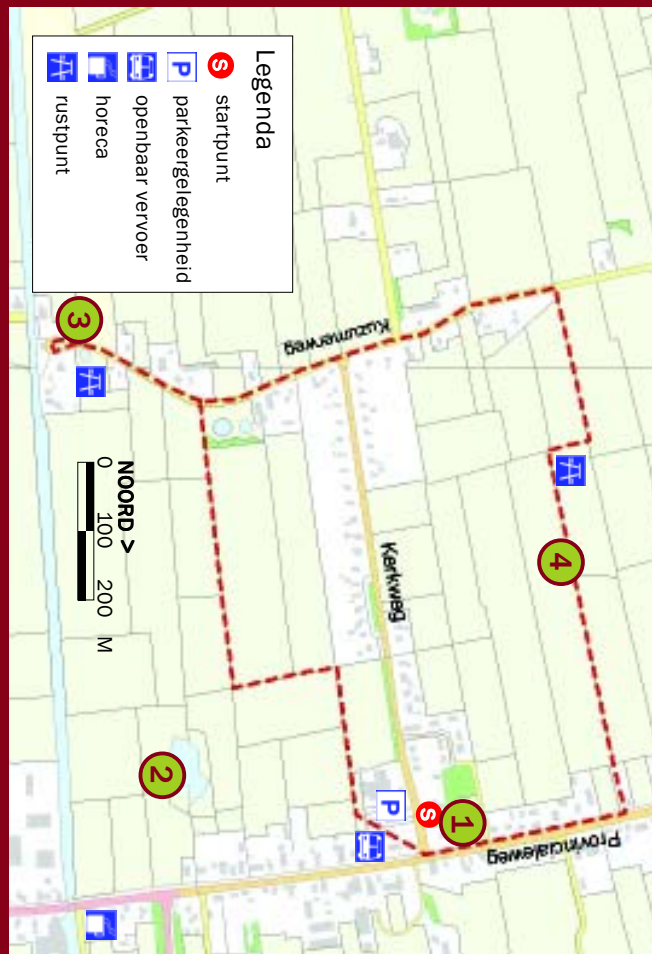 Legenda
S startpunt
P parkeergelegenheid
openbaar vervoer
horeca
rustpunt
Kuzumerweg
Kerkweg
Provincialeweg
NOORD >
0 100 200 M
1
2
3
4
S
P